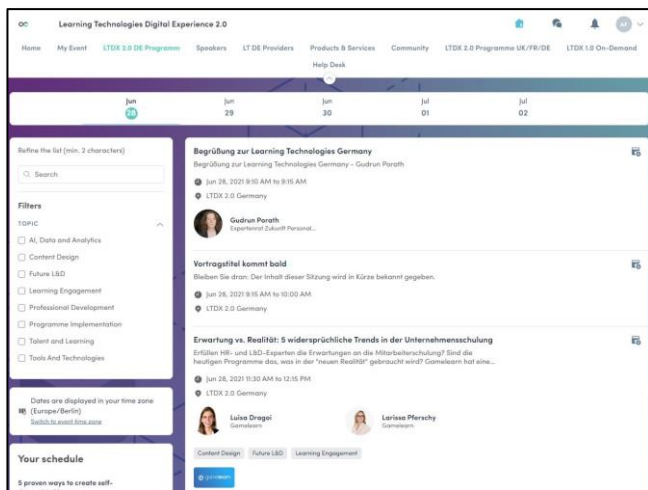 Learning Technologies Digital Experience 2.0
AF
Home My Event LTDX 2.0 DE Programm Speakers LT DE Providers Products & Services Community LTDX 2.0 Programme UK/FR/DE LTDX 1.0 On-Demand
Help Desk
Jun Jun Jun Jul Jul
28 29 30 01 02
Refine the list (min. 2 characters)
Search
Filters
TOPIC
AI, Data and Analytics
Content Design
Future L&D
Learning Engagement
Professional Development
Programme Implementation
Talent and Learning
Tools And Technologies
Dates are displayed in your time zone
(Europe/Berlin)
Switch to event time zone
Your schedule
5 proven ways to create self-
Begrüßung zur Learning Technologies Germany
Begrüßung zur Learning Technologies Germany - Gudrun Porath
Jun 28, 2021 9:10 AM to 9:15 AM
LTDX 2.0 Germany
Gudrun Porath
Expertenrat Zukunft Personal...
Vortragstitel kommt bald
Bleiben Sie dran: Der Inhalt dieser Sitzung wird in Kürze bekannt gegeben.
Jun 28, 2021 9:15 AM to 10:00 AM
LTDX 2.0 Germany
Erwartung vs. Realität: 5 widersprüchliche Trends in der Unternehmensschulung
Erfüllen HR- und L&D-Experten die Erwartungen an die Mitarbeiterschulung? Sind die
heutigen Programme das, was in der "neuen Realität" gebraucht wird? Gamelearn hat eine...
Jun 28, 2021 11:30 AM to 12:15 PM
LTDX 2.0 Germany
Luisa Dragoi
Gamelearn
Larissa Pferschy
Gamelearn
Content Design Future L&D Learning Engagement
gamelearn